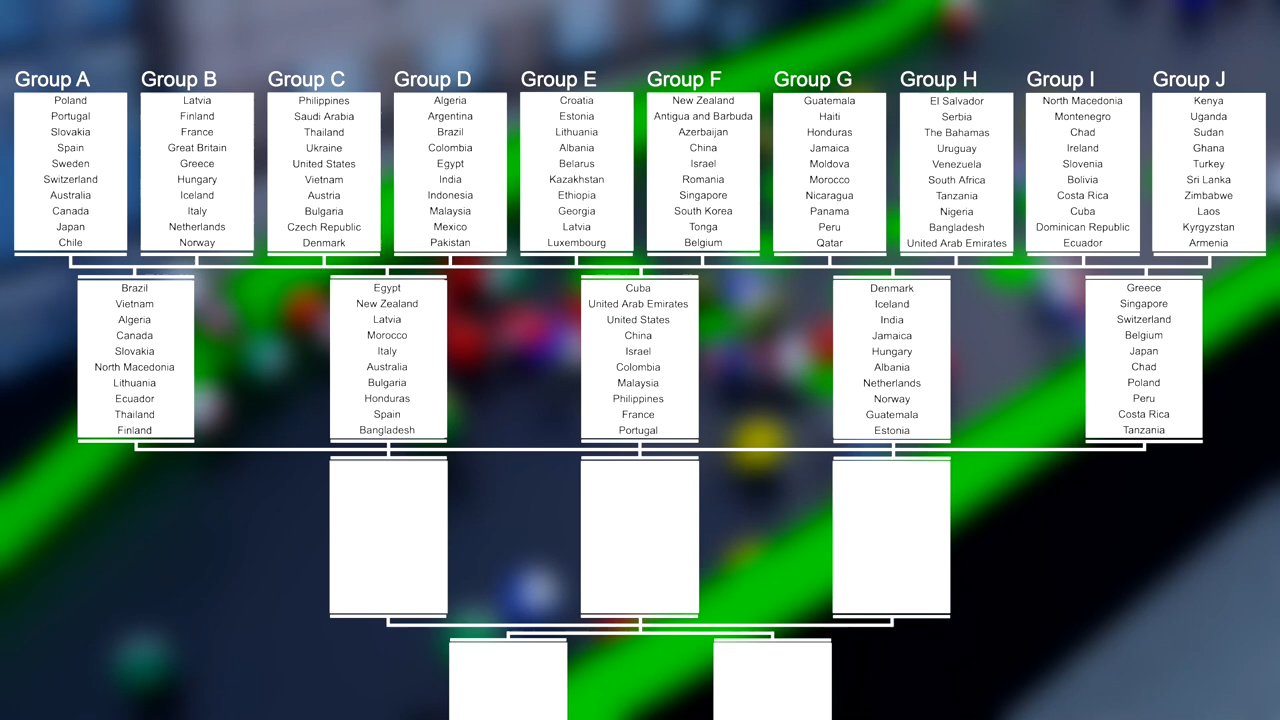 Group A
Poland
Portugal
Slovakia
Spain
Sweden
Switzerland
Australia
Canada
Japan
Chile
Group B
Latvia
Finland
France
Great Britain
Greece
Hungary
Iceland
Italy
Netherlands
Norway
Group C
Philippines
Saudi Arabia
Thailand
Ukraine
United States
Vietnam
Austria
Bulgaria
Czech Republic
Denmark
Group D
Algeria
Argentina
Brazil
Colombia
Egypt
India
Indonesia
Malaysia
Mexico
Pakistan
Group E
Croatia
Estonia
Lithuania
Albania
Belarus
Kazakhstan
Ethiopia
Georgia
Latvia
Luxembourg
Group F
New Zealand
Antigua and Barbuda
Azerbaijan
China
Israel
Romania
Singapore
South Korea
Tonga
Belgium
Group G
Guatemala
Haiti
Honduras
Jamaica
Moldova
Morocco
Nicaragua
Panama
Peru
Qatar
Group H
El Salvador
Serbia
The Bahamas
Uruguay
Venezuela
South Africa
Tanzania
Nigeria
Bangladesh
United Arab Emirates
Group I
North Macedonia
Montenegro
Chad
Ireland
Slovenia
Bolivia
Costa Rica
Cuba
Dominican Republic
Ecuador
Group J
Kenya
Uganda
Sudan
Ghana
Turkey
Sri Lanka
Zimbabwe
Laos
Kyrgyzstan
Armenia
Brazil
Vietnam
Algeria
Canada
Slovakia
North Macedonia
Lithuania
Ecuador
Thailand
Finland
Egypt
New Zealand
Latvia
Morocco
Italy
Australia
Bulgaria
Honduras
Spain
Bangladesh
Cuba
United Arab Emirates
United States
China
Israel
Colombia
Malaysia
Philippines
France
Portugal
Denmark
Iceland
India
Jamaica
Hungary
Albania
Netherlands
Norway
Guatemala
Estonia
Greece
Singapore
Switzerland
Belgium
Japan
Chad
Poland
Peru
Costa Rica
Tanzania